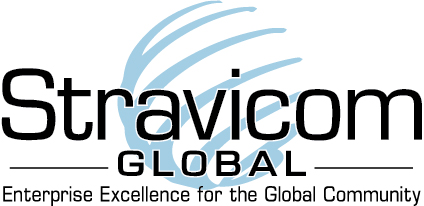 Stravicom
GLOBAL
Enterprise Excellence for the Global Community